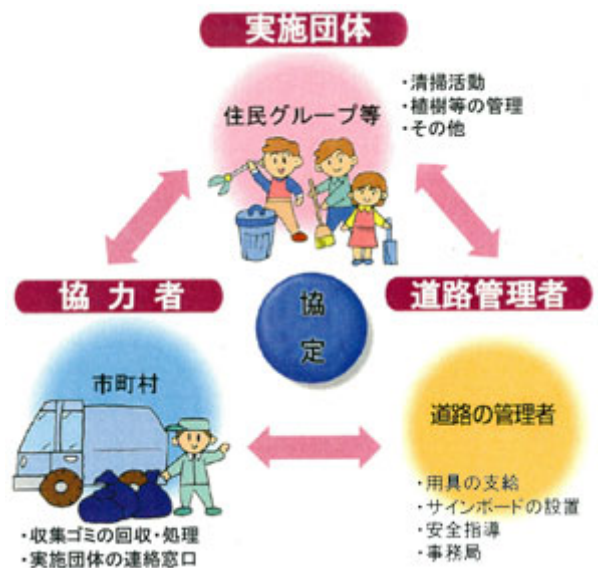 実施団体
住民グループ等
・清掃活動
・植樹等の管理
・その他
協力者
市町村
・収集ゴミの回収・処理
・実施団体の連絡窓口
協
定
道路管理者
道路の管理者
・用具の支給
・サインボードの設置
・安全指導
・事務局